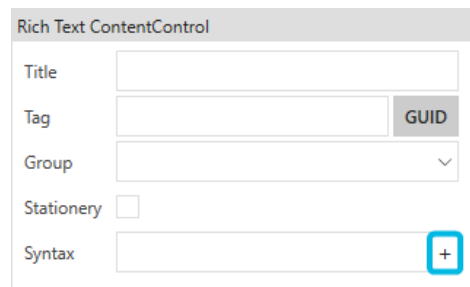 Rich Text ContentControl
Title
Tag GUID
Group
Stationery
Syntax +